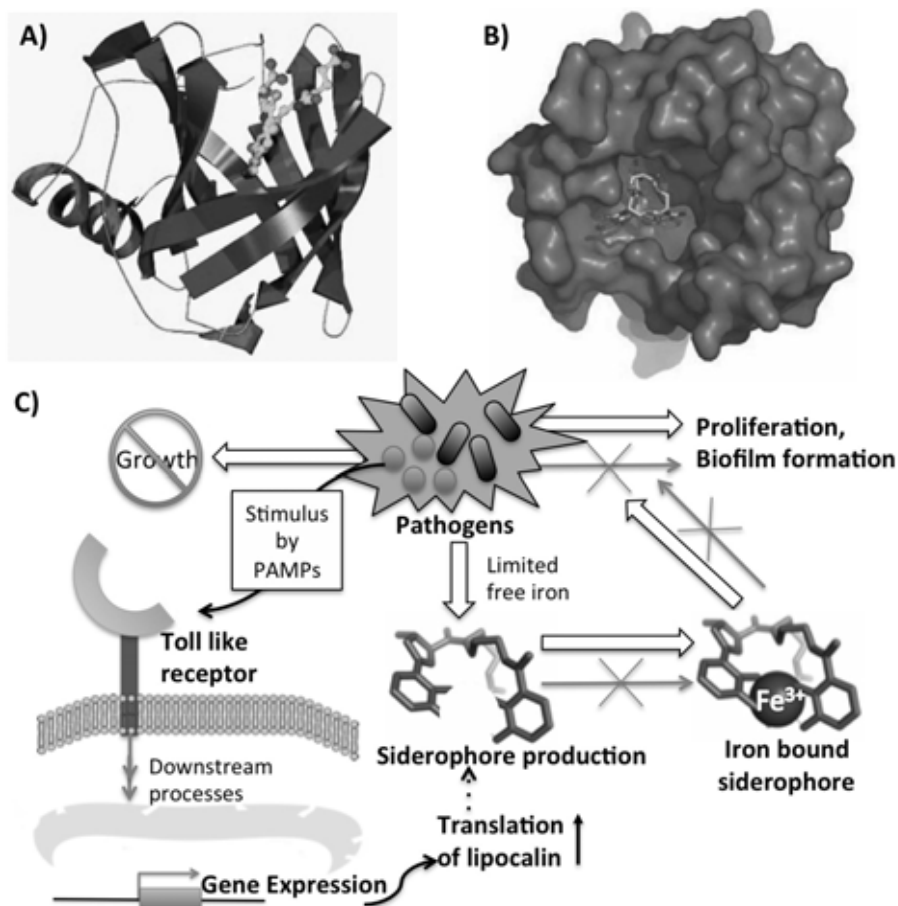 A)
B)
C)
Growth
Proliferation,
Biofilm formation
Stimulus
by
PAMPs
Pathogens
Limited
free iron
Toll like
receptor
Fe3+
Siderophore production
Iron bound
siderophore
Downstream
processes
Translation
of lipocalin
Gene Expression